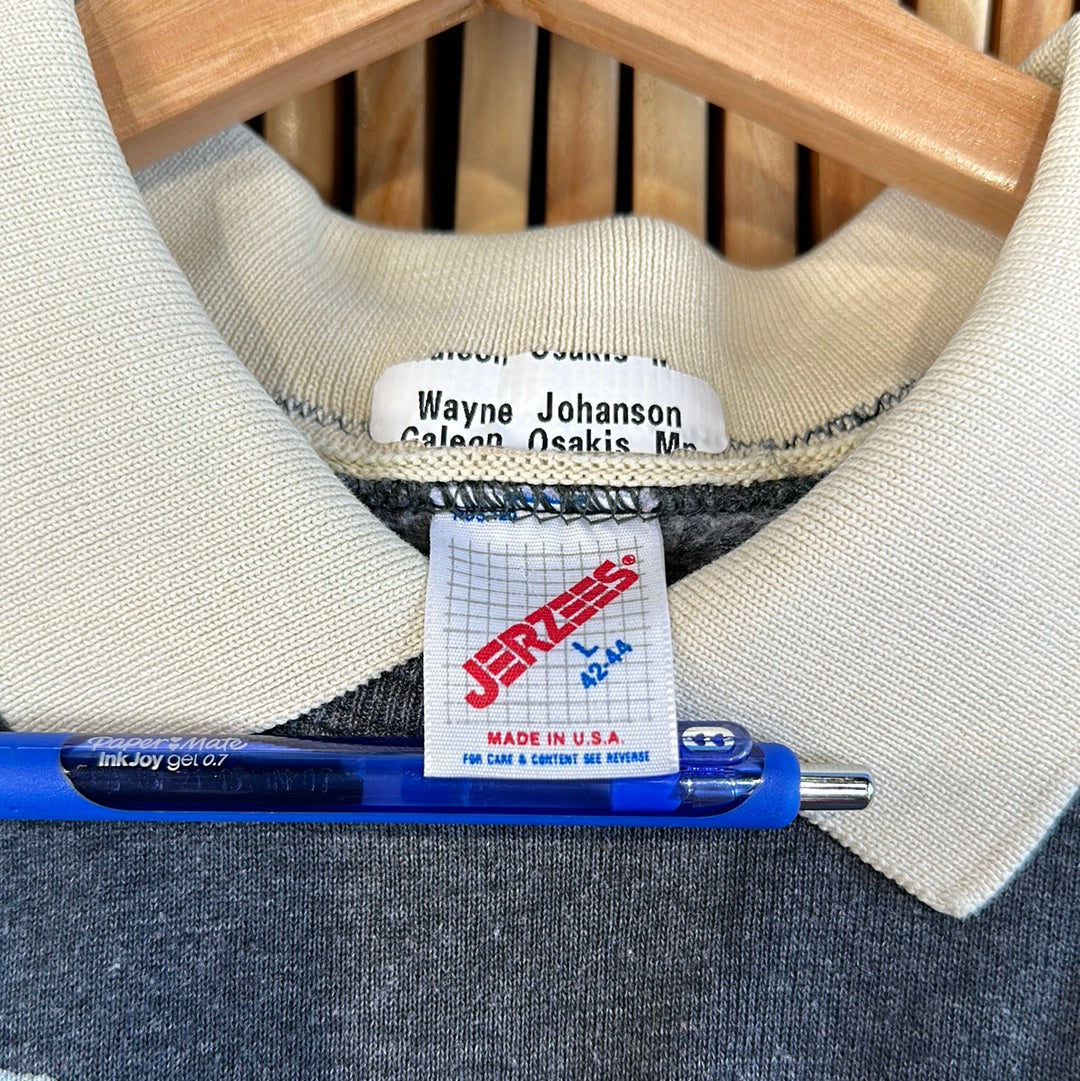 Wayne Johanson
Galeon Osakis Mn
JERZEES®
L
42-44
MADE IN U.S.A.
FOR CARE & CONTENT SEE REVERSE
Paper Mate
InkJoy gel 0.7